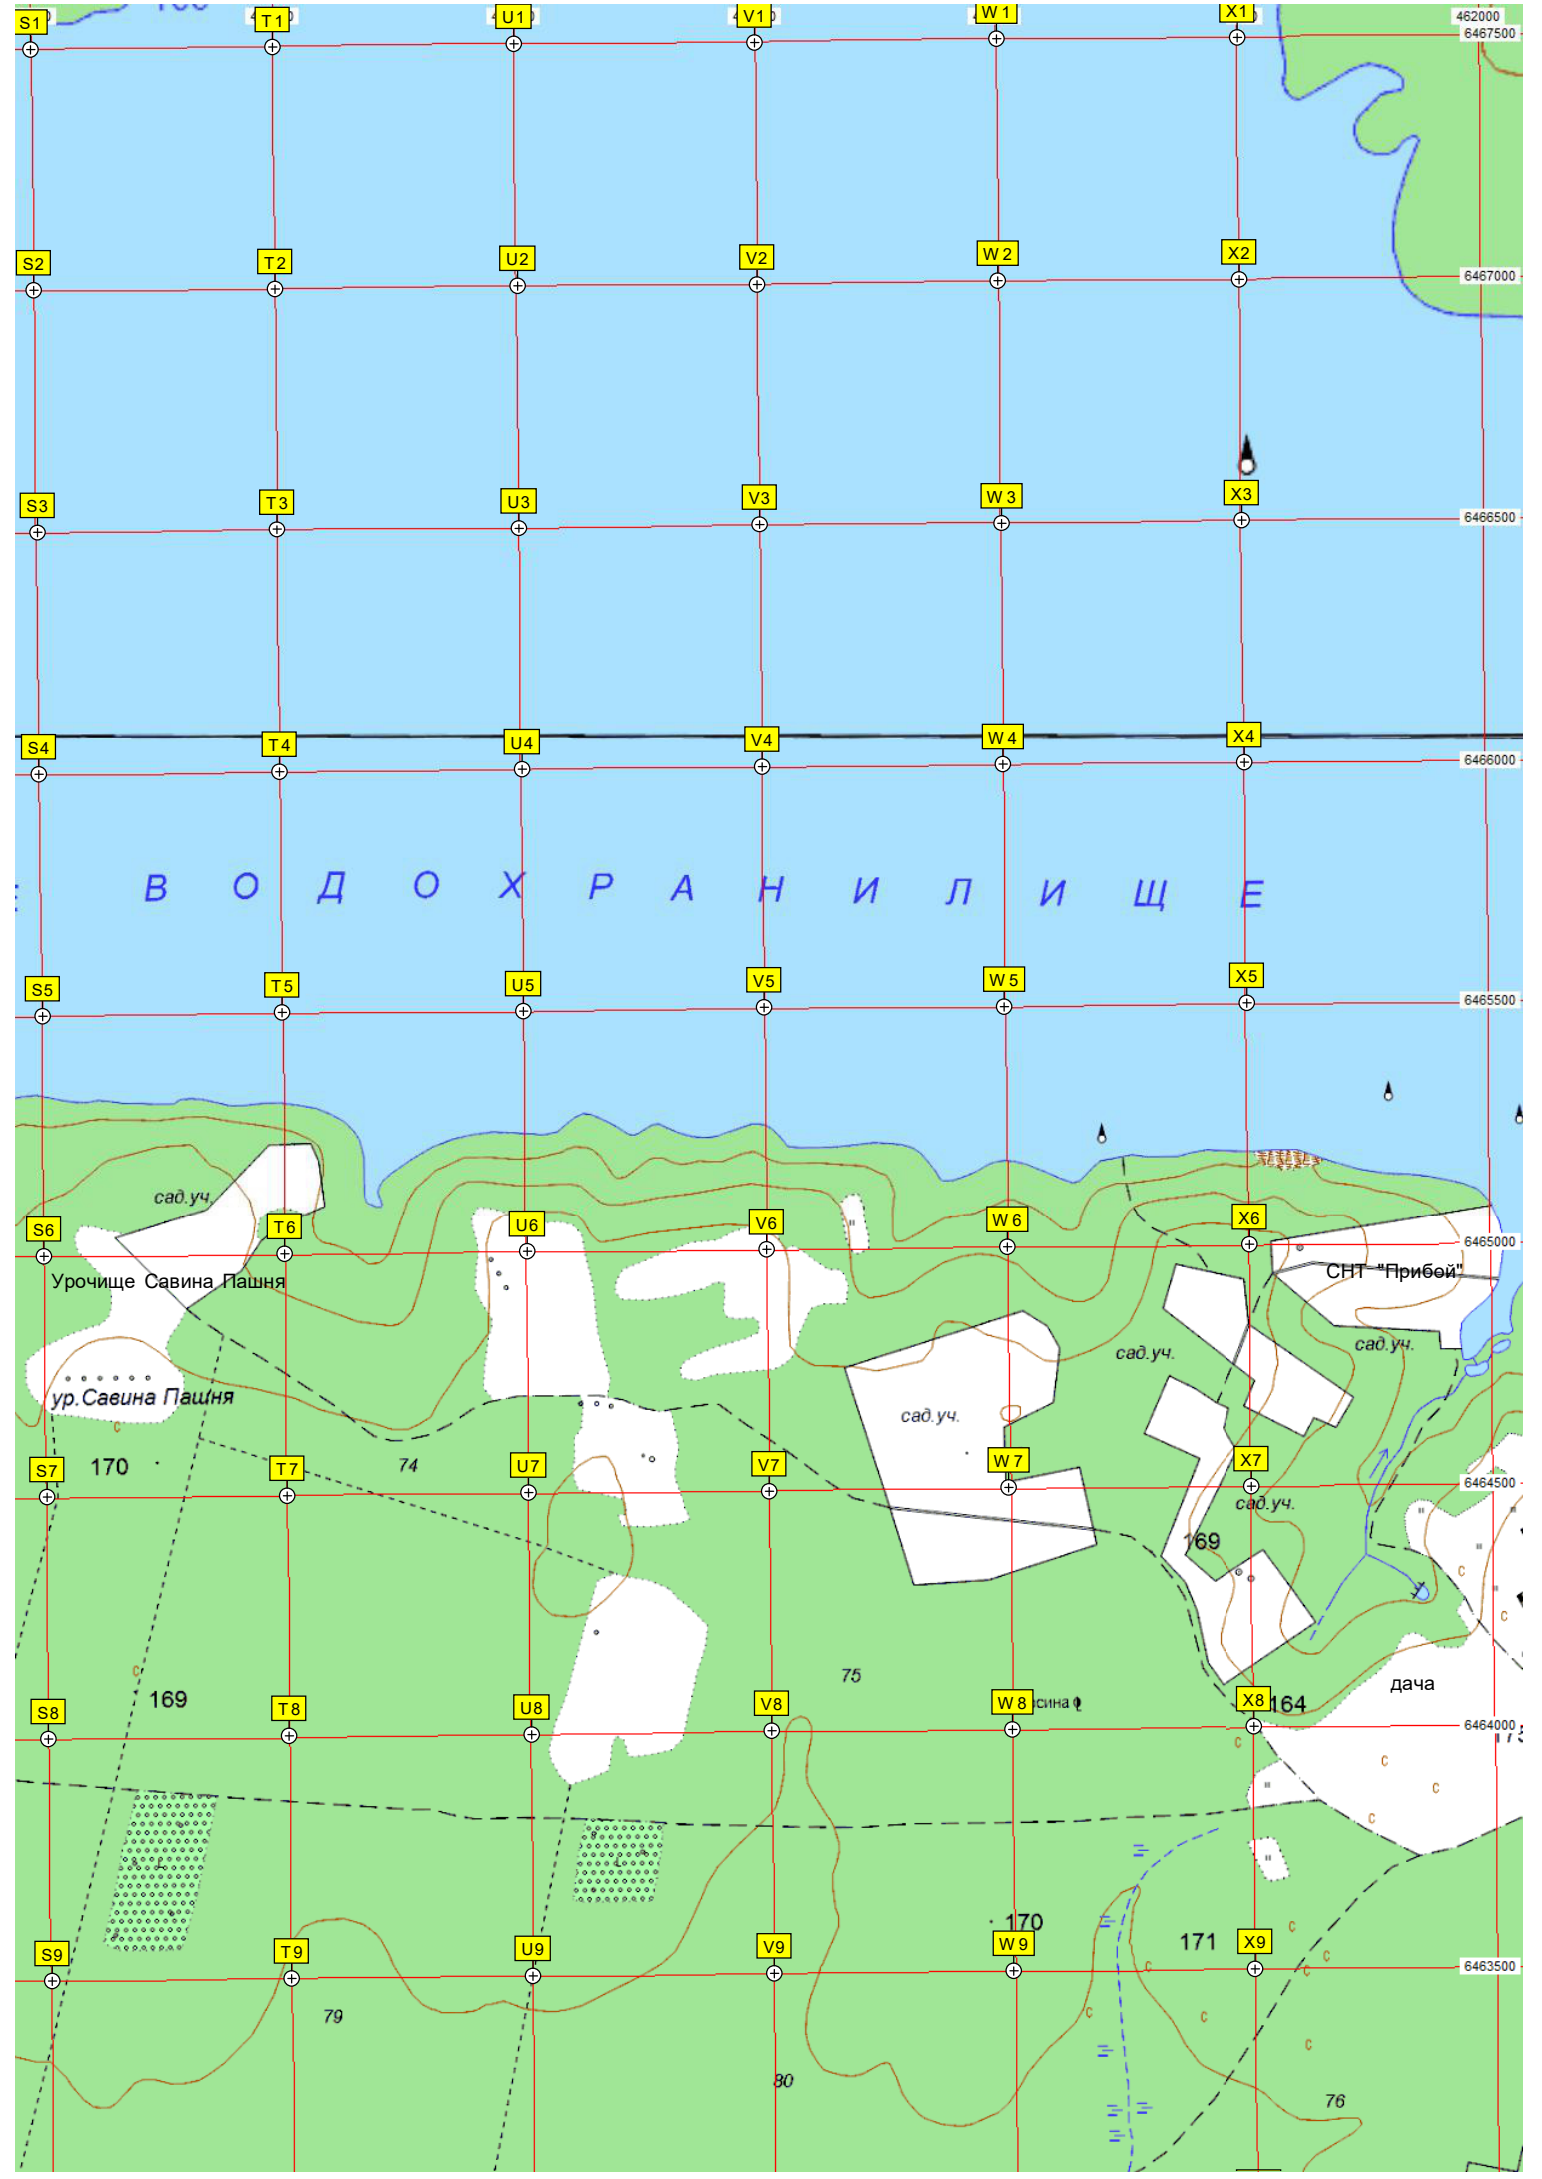 S1 T1 U1 V1 W1 X1 462000
6467500
S2 T2 U2 V2 W2 X2
6467000
S3 T3 U3 V3 W3 X3
6466500
S4 T4 U4 V4 W4 X4
6466000
Е ВОДОХРАНИЛИЩЕ
S5 T5 U5 V5 W5 X5
6465500
сад.уч.
S6 T6 U6 V6 W6 X6
6465000
Урочище Савина Пашня
СНТ "Прибой"
сад.уч.
сад.уч.
ур.Савина Пашня
сад.уч.
с
170
74
S7 T7 U7 V7 W7 X7
6464500
сад.уч.
169
с
с
с
75
дача
169
S8 T8 U8 V8 W8 X8
164
6464000
с
с
с
с
L
L
170
171
с
S9 T9 U9 V9 W9 X9
с
с
с
6463500
79
с
с
с
80
76